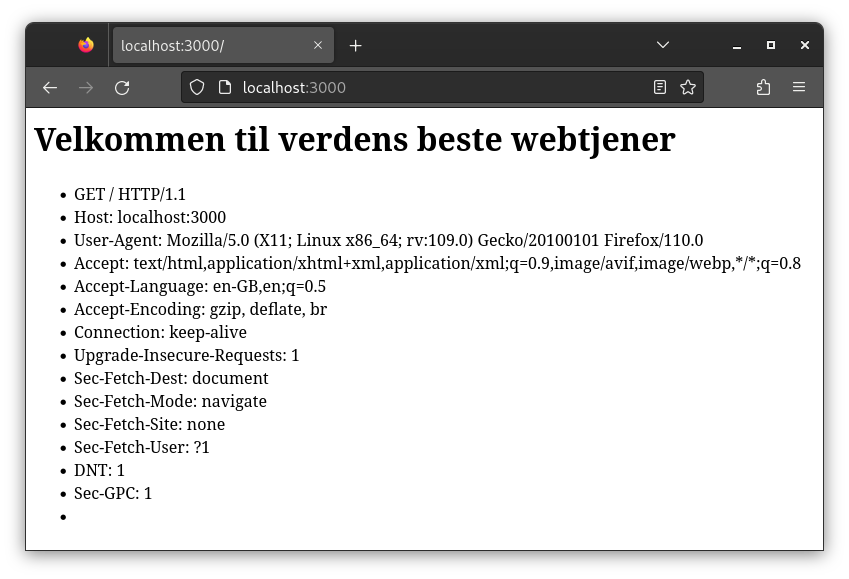 localhost:3000/
localhost:3000
Velkommen til verdens beste webtjener
GET / HTTP/1.1
Host: localhost:3000
User-Agent: Mozilla/5.0 (X11; Linux x86_64; rv:109.0) Gecko/20100101 Firefox/110.0
Accept: text/html,application/xhtml+xml,application/xml;q=0.9,image/avif,image/webp,*/*;q=0.8
Accept-Language: en-GB,en;q=0.5
Accept-Encoding: gzip, deflate, br
Connection: keep-alive
Upgrade-Insecure-Requests: 1
Sec-Fetch-Dest: document
Sec-Fetch-Mode: navigate
Sec-Fetch-Site: none
Sec-Fetch-User: ?1
DNT: 1
Sec-GPC: 1